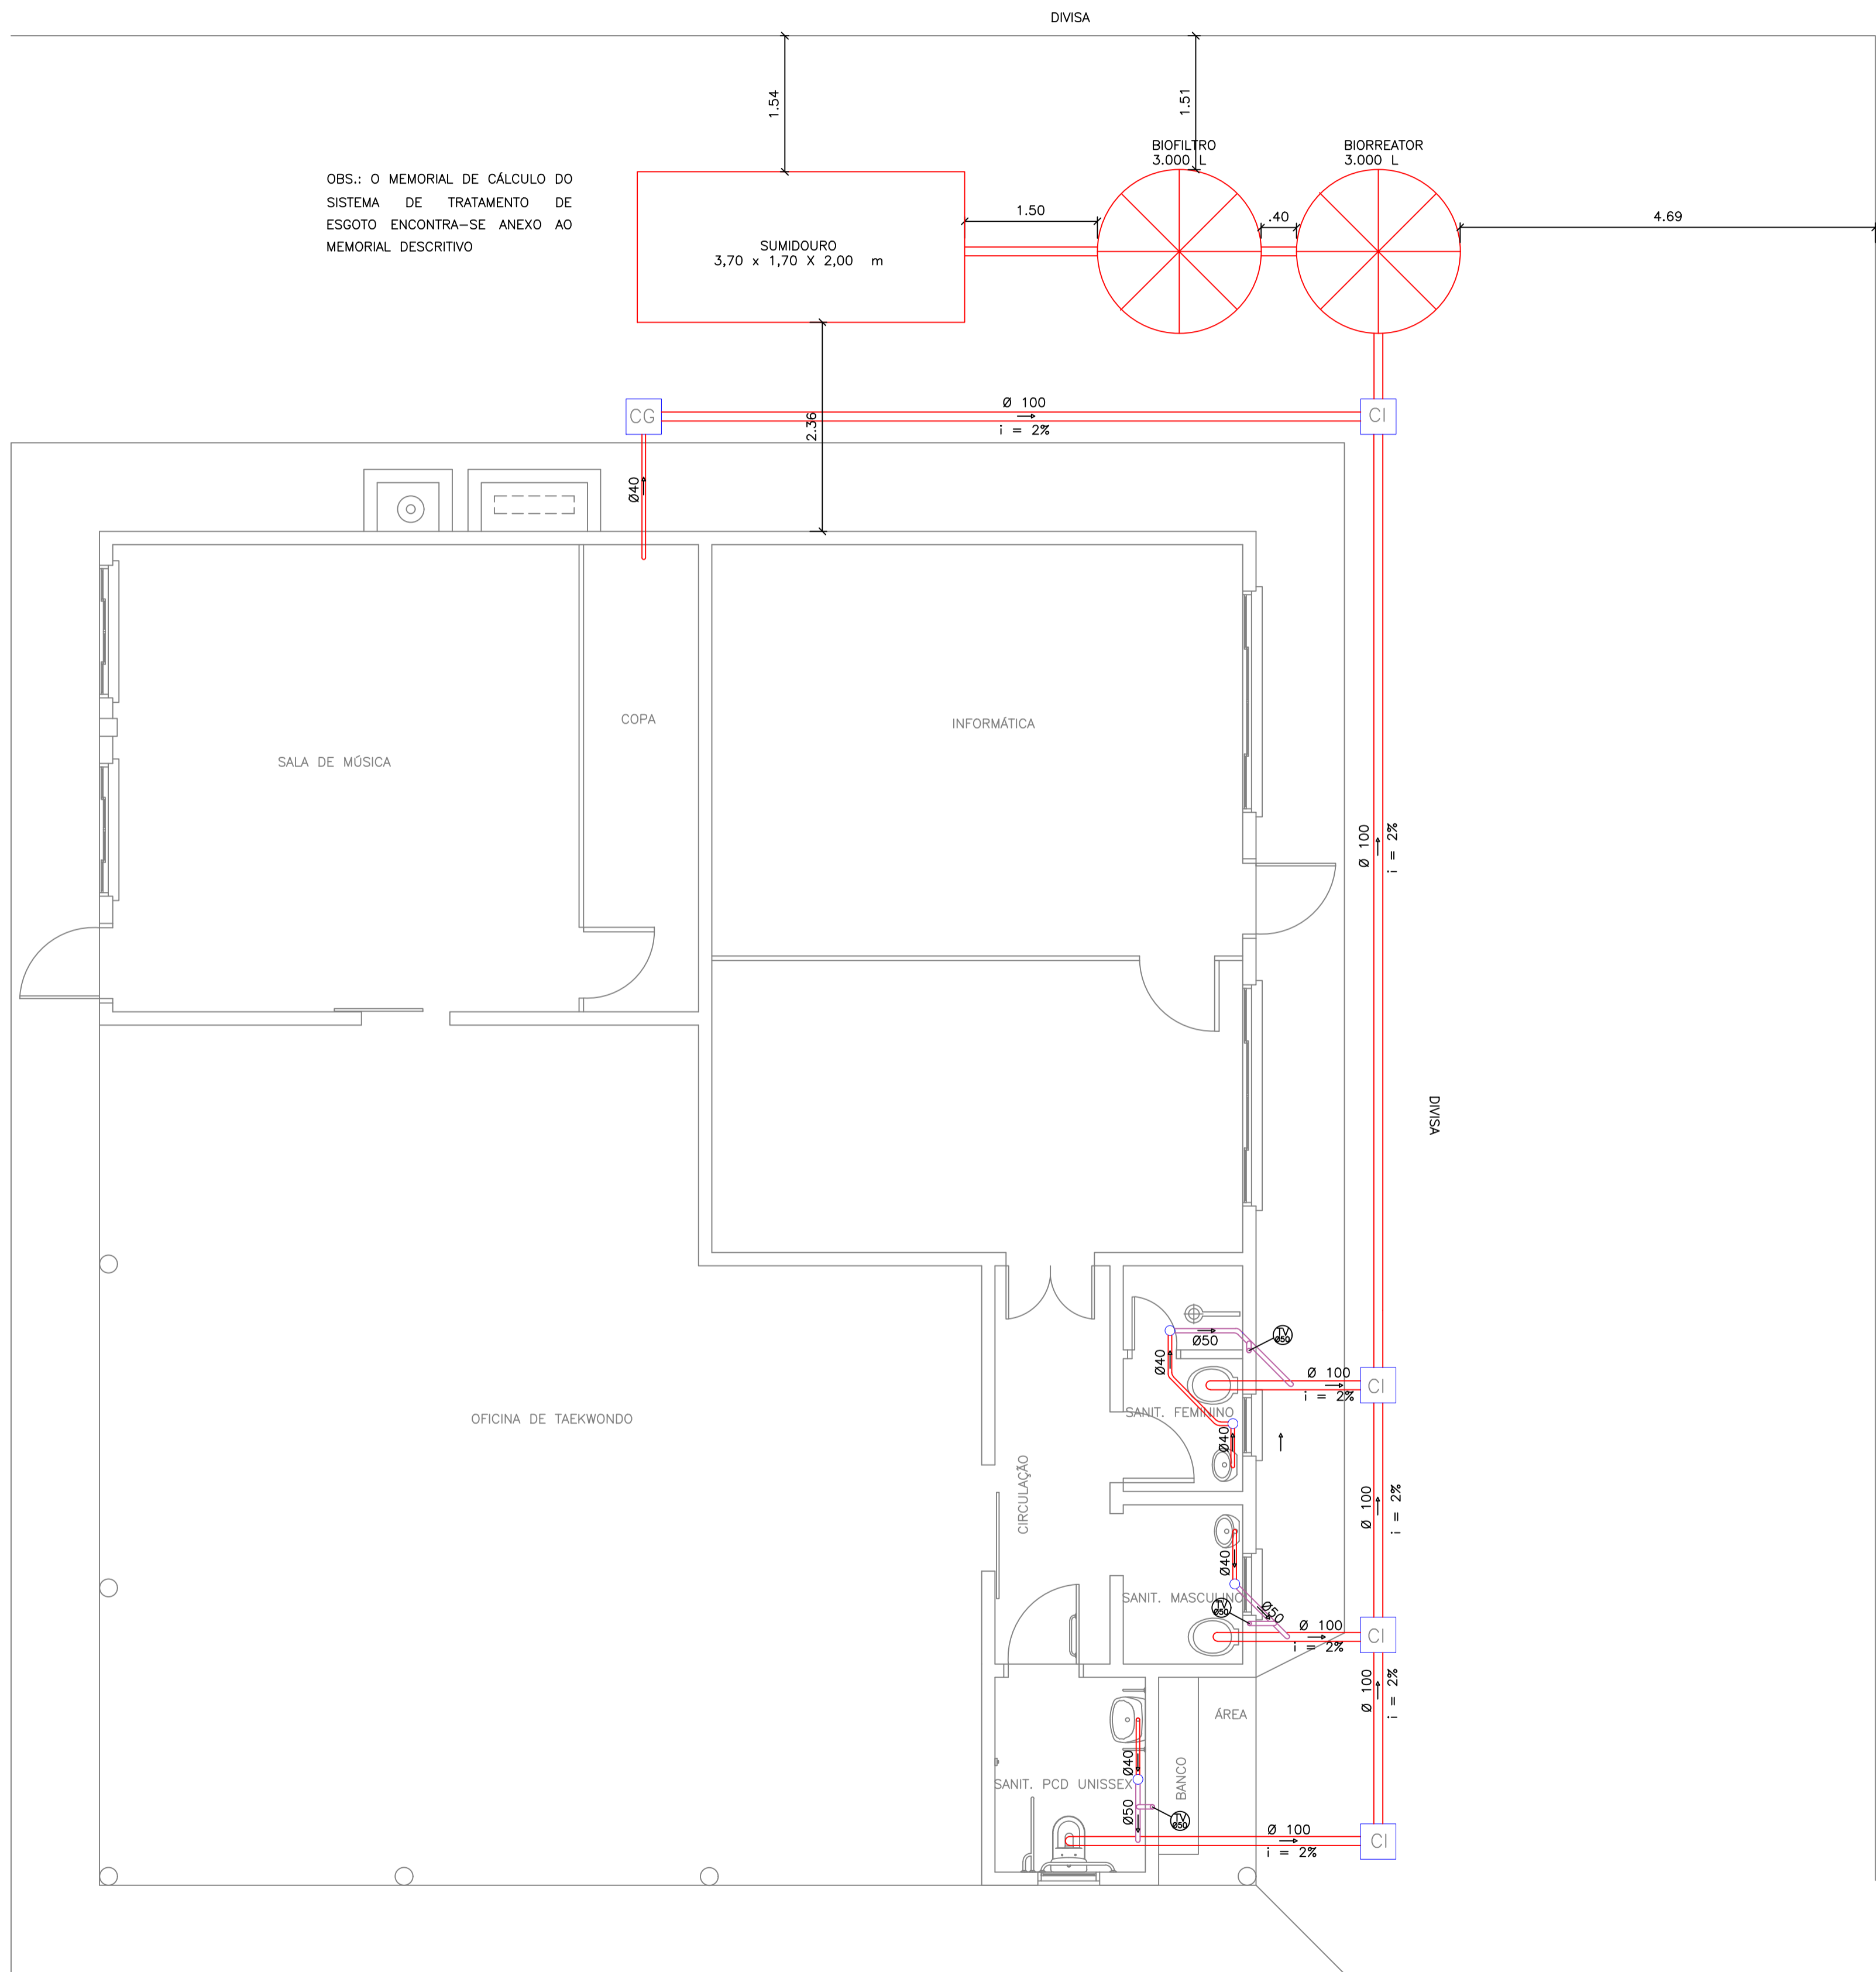 DIVISA
1.54
1.51
BIOFILTRO
3.000 L
BIORREATOR
3.000 L
OBS.: O MEMORIAL DE CÁLCULO DO
SISTEMA DE TRATAMENTO DE
ESGOTO ENCONTRA-SE ANEXO AO
MEMORIAL DESCRITIVO
1.50
.40
4.69
SUMIDOURO
3,70 x 1,70 X 2,00 m
CG
Ø 100
i = 2%
2.36
CI
Ø40
COPA
INFORMÁTICA
SALA DE MÚSICA
Ø 100
i = 2%
DIVISA
Ø50
TV
Ø50
Ø40
Ø 100
i = 2%
CI
SANIT. FEMININO
OFICINA DE TAEKWONDO
Ø40
CIRCULAÇÃO
Ø 100
i = 2%
Ø40
SANIT. MASCULINO
TV
Ø50
Ø50
Ø 100
i = 2%
CI
Ø 100
i = 2%
ÁREA
Ø40
SANIT. PCD UNISSEX
BANCO
Ø50
TV
Ø50
Ø 100
i = 2%
CI